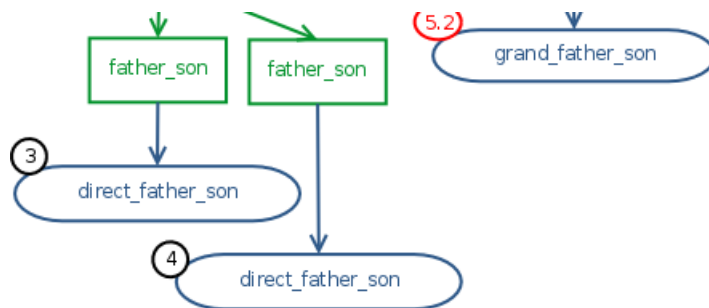 5.2
grand_father_son
father_son
father_son
3
direct_father_son
4
direct_father_son